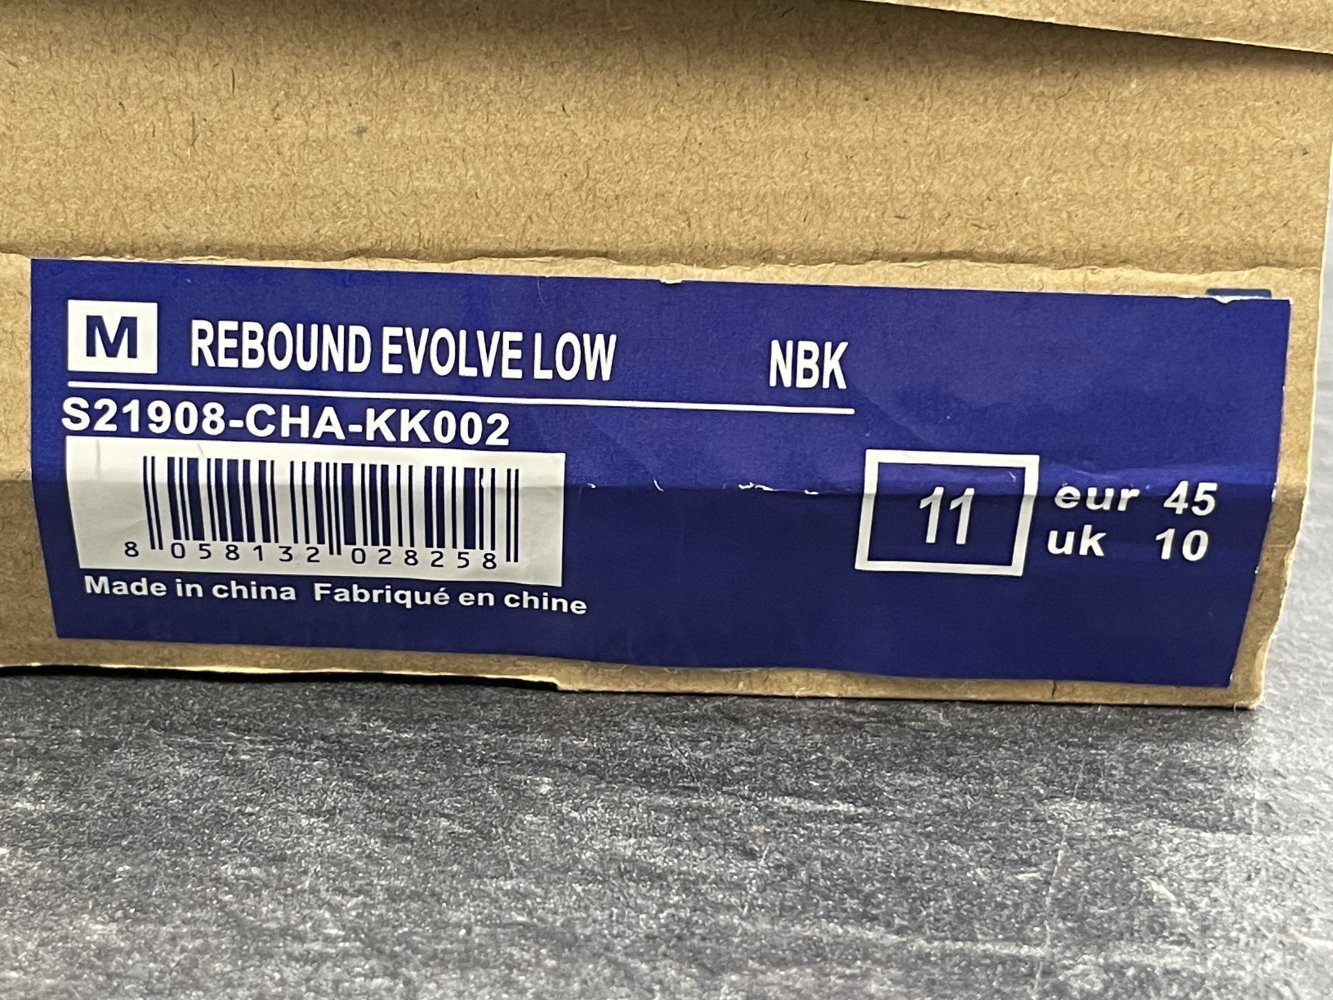 M REBOUND EVOLVE LOW NBK
S21908-CHA-KK002
8 058132 028258
Made in china Fabriqué en chine
11 eur 45
uk 10